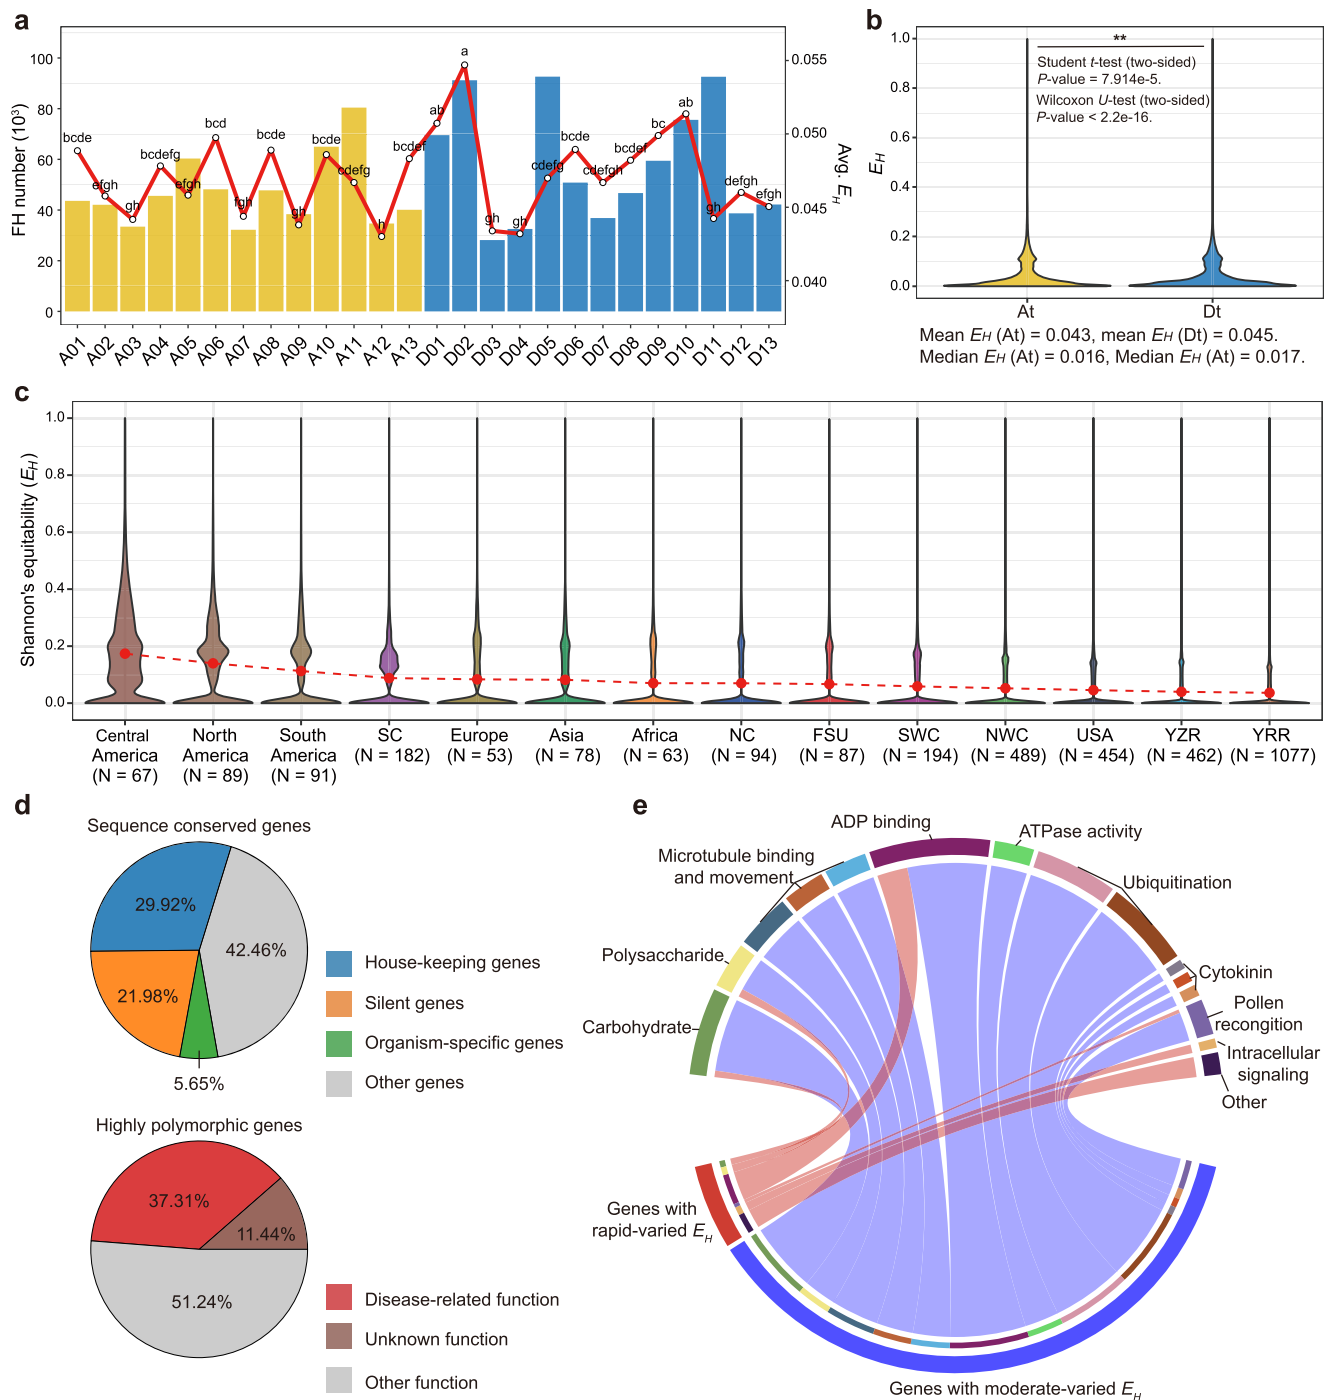 a
FH number (10³)
100
80
60
40
20
0
0.055
0.050
0.045
0.040
Avg. E_H
bcde
efgh
gh
bcdefg
efgh
bcd
fgh
bcde
gh
bcde
cdefg
h
bcdef
ab
a
gh
gh
cdefg
bcde
cdefgh
bcdef
bc
ab
gh
defgh
efgh
A01
A02
A03
A04
A05
A06
A07
A08
A09
A10
A11
A12
A13
D01
D02
D03
D04
D05
D06
D07
D08
D09
D10
D11
D12
D13
b
E_H
1.0
0.8
0.6
0.4
0.2
0.0
**
Student t-test (two-sided)
P-value = 7.914e-5.
Wilcoxon U-test (two-sided)
P-value < 2.2e-16.
At
Dt
Mean E_H (At) = 0.043, mean E_H (Dt) = 0.045.
Median E_H (At) = 0.016, Median E_H (At) = 0.017.
c
Shannon's equitability (E_H)
1.0
0.8
0.6
0.4
0.2
0.0
Central
America
(N = 67)
North
America
(N = 89)
South
America
(N = 91)
SC
(N = 182)
Europe
(N = 53)
Asia
(N = 78)
Africa
(N = 63)
NC
(N = 94)
FSU
(N = 87)
SWC
(N = 194)
NWC
(N = 489)
USA
(N = 454)
YZR
(N = 462)
YRR
(N = 1077)
d
Sequence conserved genes
29.92%
42.46%
21.98%
5.65%
House-keeping genes
Silent genes
Organism-specific genes
Other genes
Highly polymorphic genes
37.31%
11.44%
51.24%
Disease-related function
Unknown function
Other function
e
ADP binding
ATPase activity
Microtubule binding
and movement
Ubiquitination
Polysaccharide
Cytokinin
Carbohydrate
Pollen
recongition
Intracellular
signaling
Other
Genes with
rapid-varied E_H
Genes with moderate-varied E_H